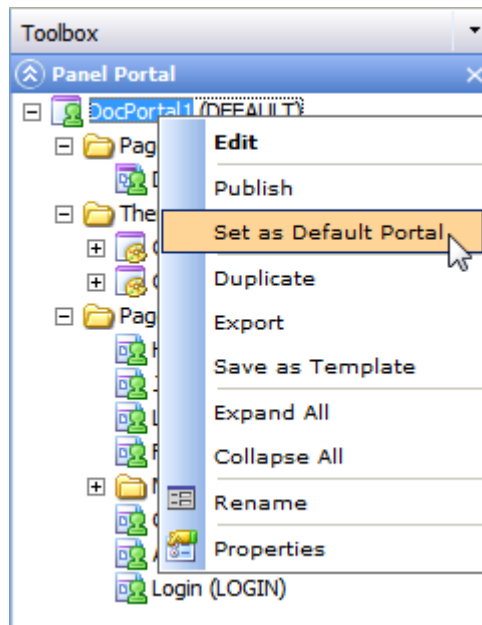 Toolbox
Panel Portal
DocPortal1 (DEFAULT)
Edit
Publish
Set as Default Portal
Duplicate
Export
Save as Template
Expand All
Collapse All
Rename
Properties
Login (LOGIN)